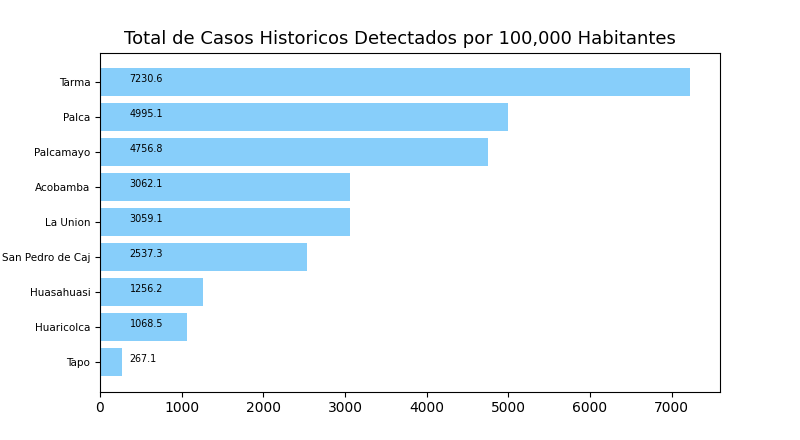 Total de Casos Historicos Detectados por 100,000 Habitantes
Tarma 7230.6
Palca 4995.1
Palcamayo 4756.8
Acobamba 3062.1
La Union 3059.1
San Pedro de Caj 2537.3
Huasahuasi 1256.2
Huaricolca 1068.5
Tapo 267.1
0 1000 2000 3000 4000 5000 6000 7000